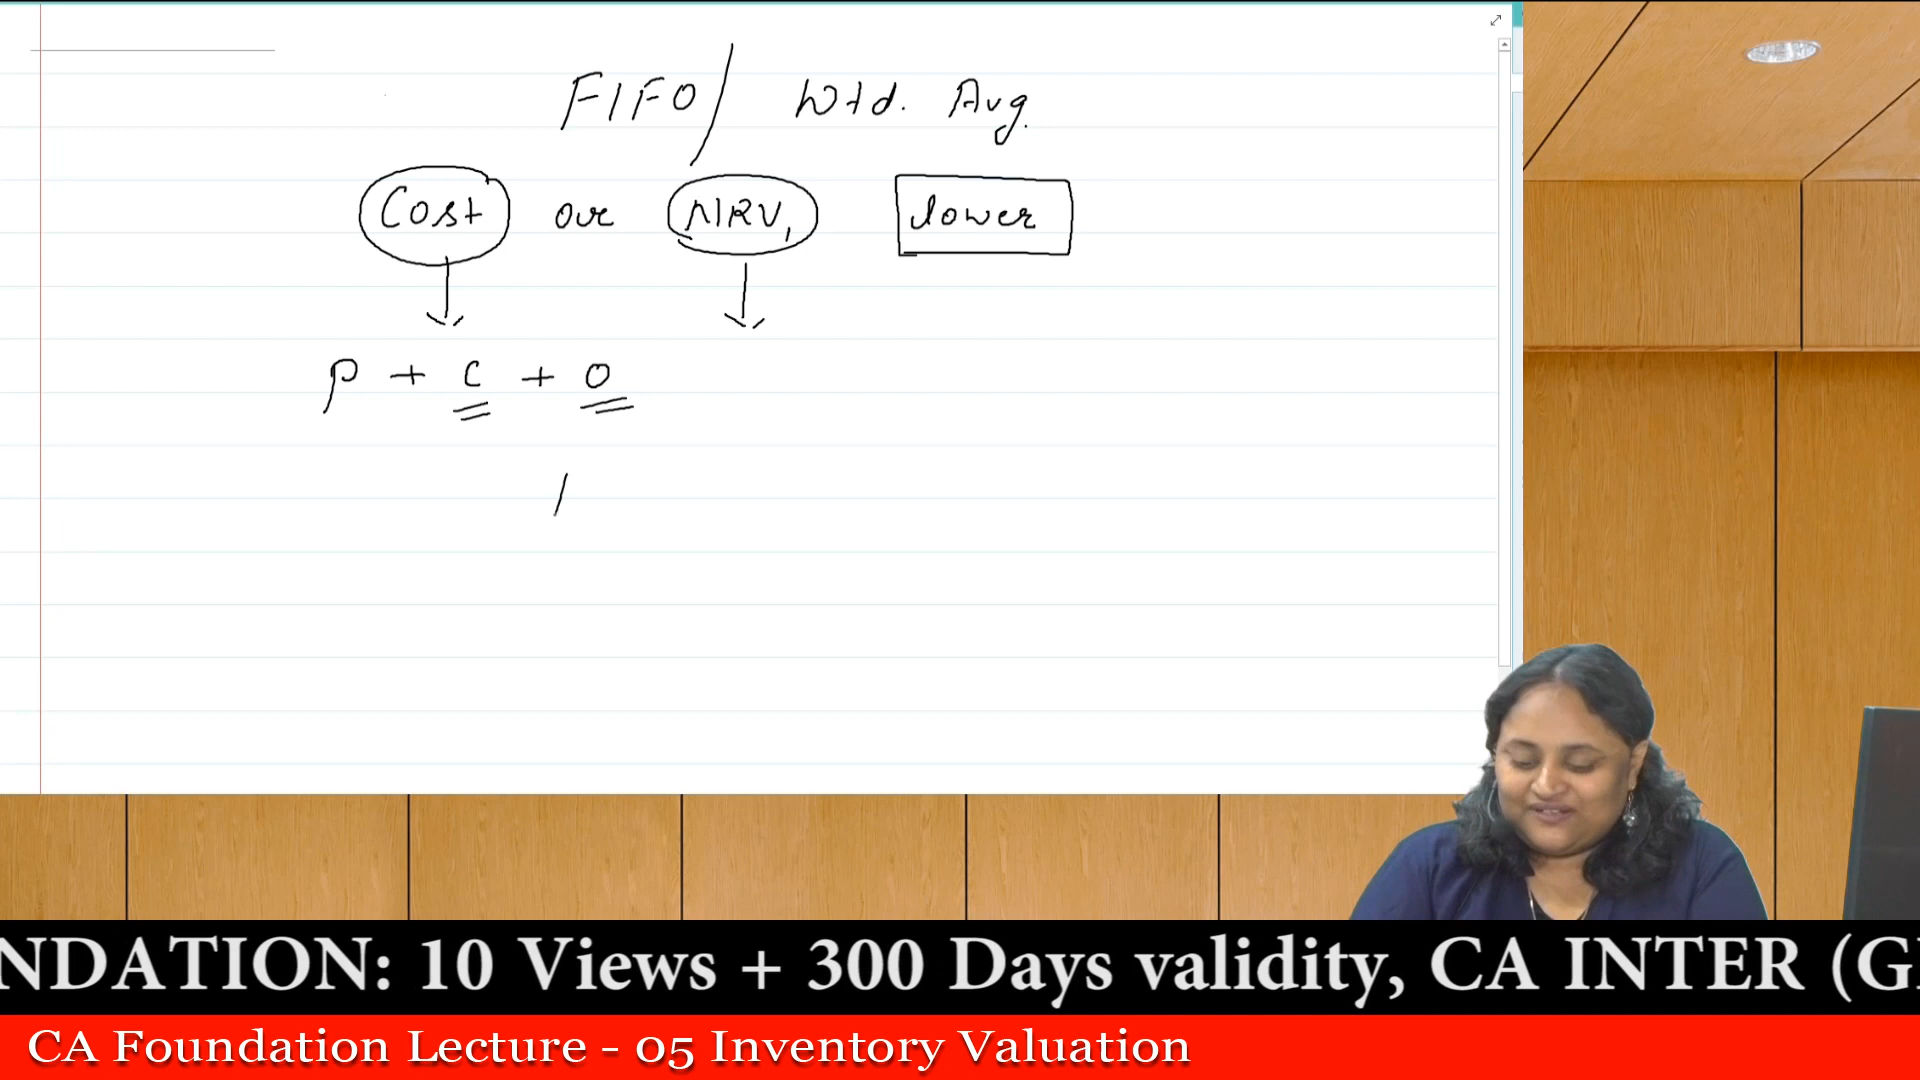 FIFO/ Wtd. Avg.
Cost or NRV, lower
P + C + O
NDATION: 10 Views + 300 Days validity, CA INTER (G
CA Foundation Lecture - 05 Inventory Valuation